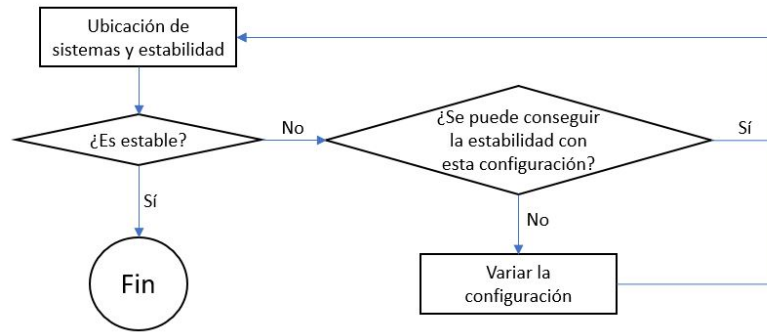 Ubicación de
sistemas y estabilidad
¿Es estable?
No
¿Se puede conseguir
la estabilidad con
esta configuración?
Sí
Sí
No
Fin
Variar la
configuración